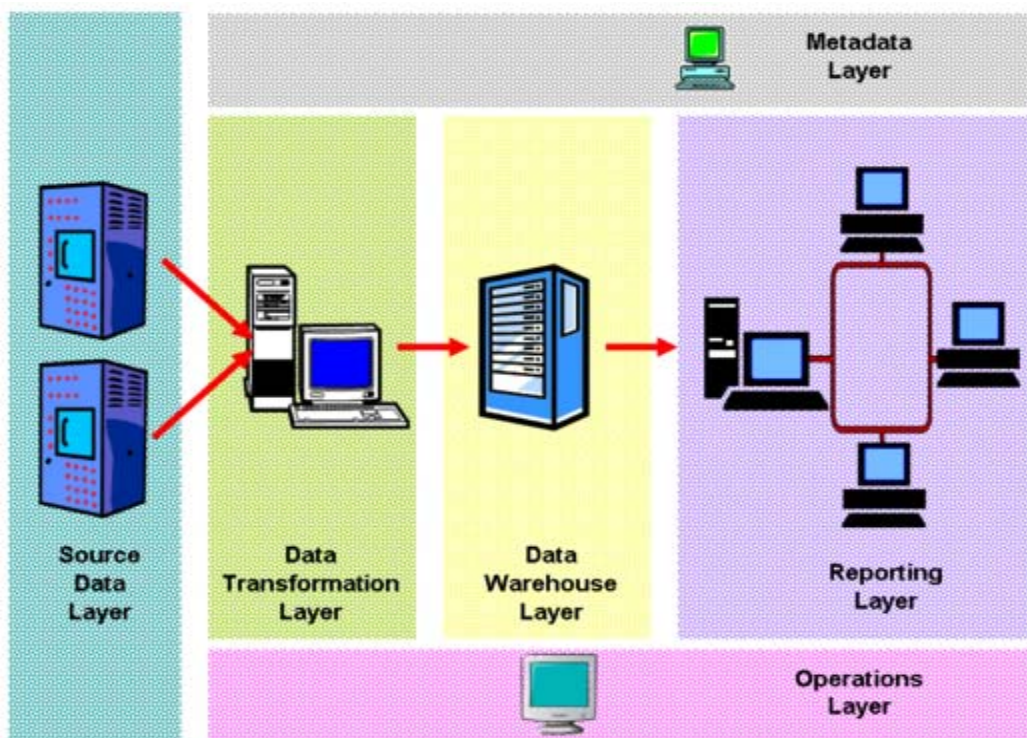 Metadata
Layer
Source
Data
Layer
Data
Transformation
Layer
Data
Warehouse
Layer
Reporting
Layer
Operations
Layer